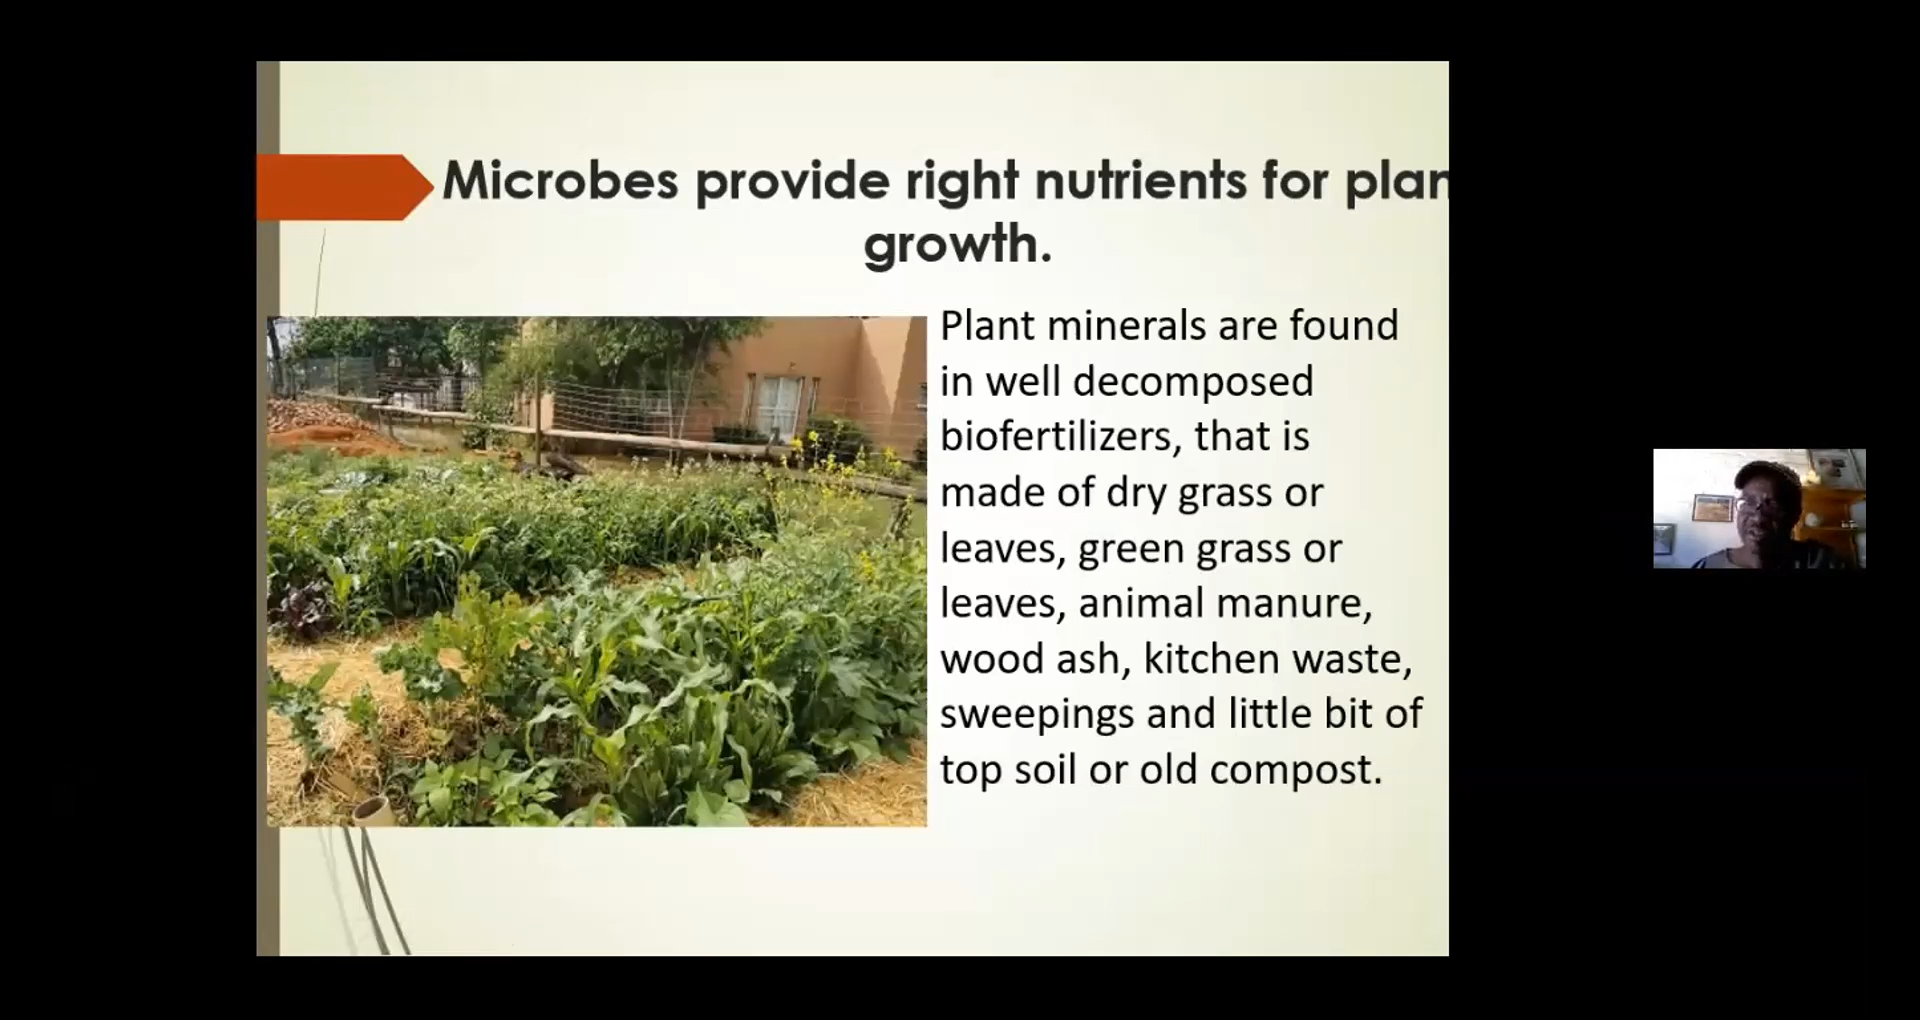 Microbes provide right nutrients for plan
growth.
Plant minerals are found
in well decomposed
biofertilizers, that is
made of dry grass or
leaves, green grass or
leaves, animal manure,
wood ash, kitchen waste,
sweepings and little bit of
top soil or old compost.